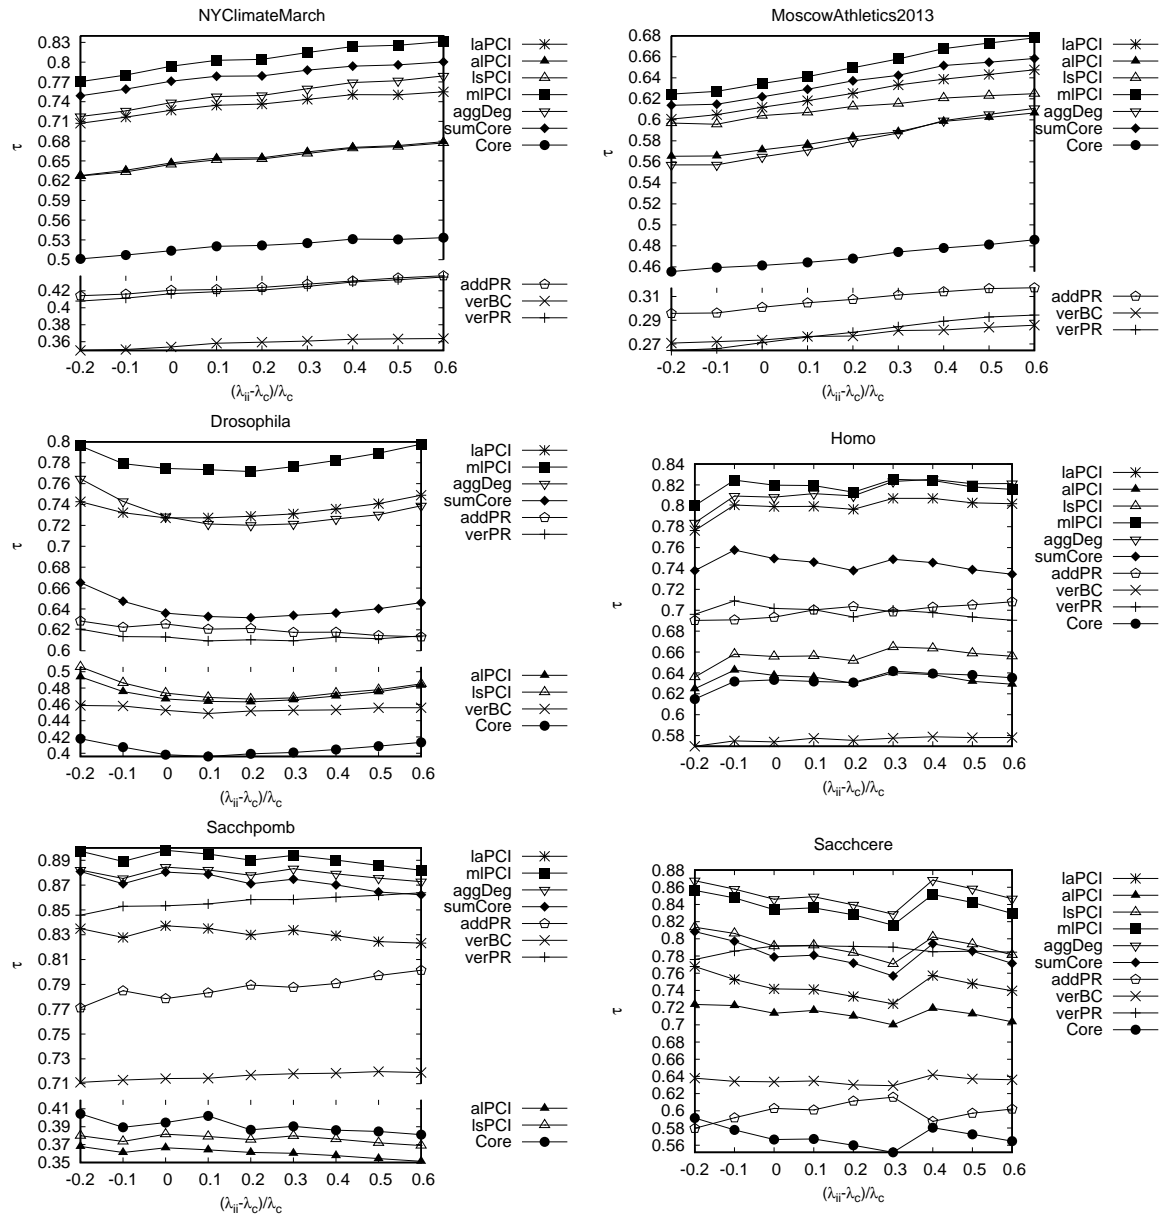 NYClimateMarch
0.83
0.8
0.77
0.74
0.71
0.68
0.65
0.62
0.59
0.56
0.53
0.5
0.42
0.39
0.36
τ
laPCI
alPCI
lsPCI
mlPCI
aggDeg
sumCore
Core
addPR
verBC
verPR
-0.2 -0.1 0 0.1 0.2 0.3 0.4 0.5 0.6
(λii-λc)/λc
MoscowAthletics2013
0.68
0.64
0.62
0.6
0.56
0.54
0.5
0.48
0.46
0.31
0.29
0.27
τ
laPCI
alPCI
lsPCI
mlPCI
aggDeg
sumCore
Core
addPR
verBC
verPR
-0.2 -0.1 0 0.1 0.2 0.3 0.4 0.5 0.6
(λii-λc)/λc
Drosophila
0.8
0.78
0.76
0.74
0.72
0.7
0.66
0.64
0.62
0.6
0.5
0.48
0.46
0.44
0.42
0.4
τ
laPCI
mlPCI
aggDeg
sumCore
addPR
verPR
alPCI
lsPCI
verBC
Core
-0.2 -0.1 0 0.1 0.2 0.3 0.4 0.5 0.6
(λii-λc)/λc
Homo
0.84
0.82
0.8
0.78
0.76
0.74
0.72
0.7
0.68
0.66
0.64
0.62
0.6
0.58
τ
laPCI
alPCI
lsPCI
mlPCI
aggDeg
sumCore
addPR
verBC
verPR
Core
-0.2 -0.1 0 0.1 0.2 0.3 0.4 0.5 0.6
(λii-λc)/λc
Sacchpomb
0.89
0.87
0.85
0.83
0.81
0.79
0.77
0.75
0.73
0.71
0.41
0.39
0.37
0.35
τ
laPCI
mlPCI
aggDeg
sumCore
addPR
verBC
verPR
alPCI
lsPCI
Core
-0.2 -0.1 0 0.1 0.2 0.3 0.4 0.5 0.6
(λii-λc)/λc
Sacchcere
0.88
0.86
0.84
0.82
0.8
0.78
0.76
0.74
0.72
0.7
0.68
0.66
0.64
0.62
0.6
0.58
0.56
τ
laPCI
alPCI
lsPCI
mlPCI
aggDeg
sumCore
addPR
verBC
verPR
Core
-0.2 -0.1 0 0.1 0.2 0.3 0.4 0.5 0.6
(λii-λc)/λc